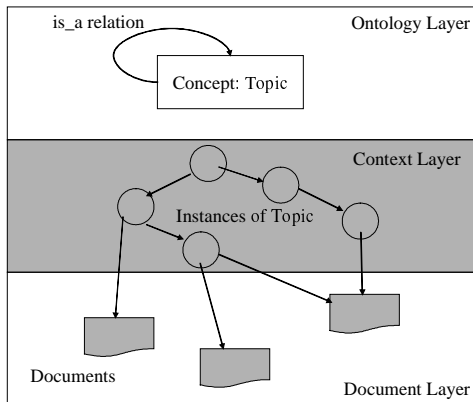 is_a relation
Ontology Layer
Concept: Topic
Context Layer
Instances of Topic
Documents
Document Layer